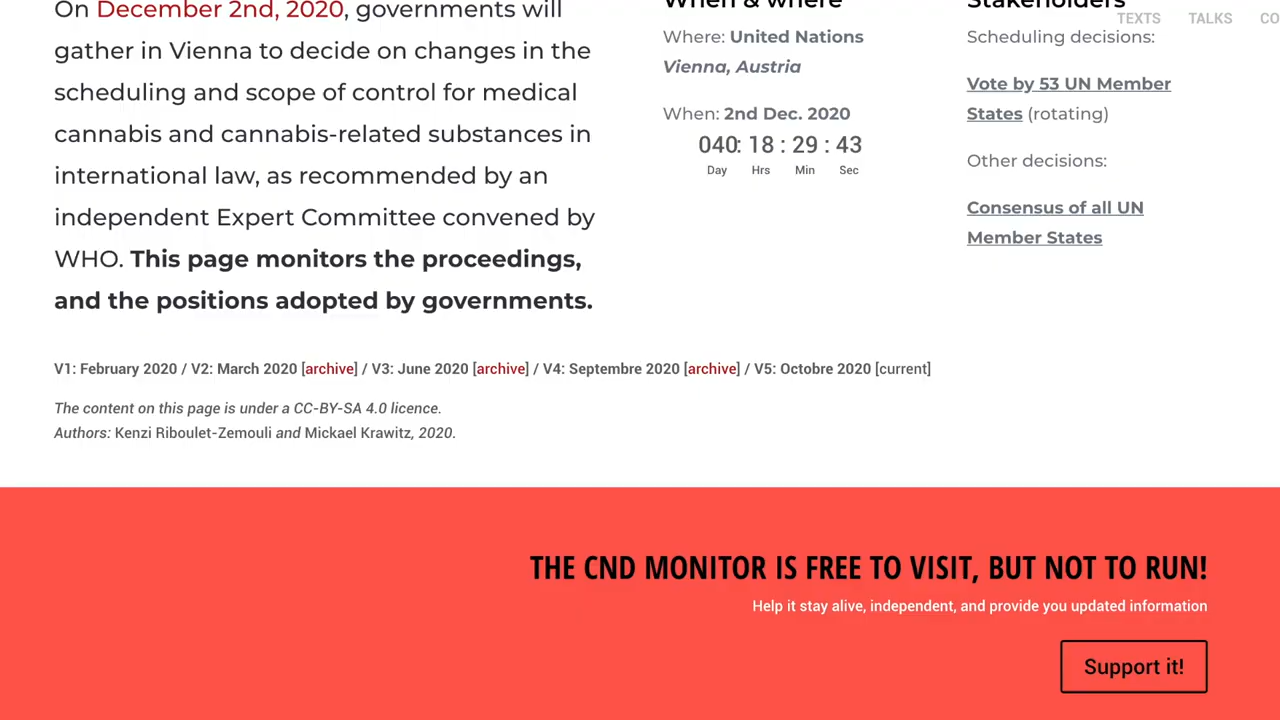 TEXTS TALKS CO
On December 2nd, 2020, governments will
gather in Vienna to decide on changes in the
scheduling and scope of control for medical
cannabis and cannabis-related substances in
international law, as recommended by an
independent Expert Committee convened by
WHO. This page monitors the proceedings,
and the positions adopted by governments.
When & where
Where: United Nations
Vienna, Austria
When: 2nd Dec. 2020
040: 18 : 29 : 43
Day Hrs Min Sec
Stakeholders
Scheduling decisions:
Vote by 53 UN Member
States (rotating)
Other decisions:
Consensus of all UN
Member States
V1: February 2020 / V2: March 2020 [archive] / V3: June 2020 [archive] / V4: Septembre 2020 [archive] / V5: Octobre 2020 [current]
The content on this page is under a CC-BY-SA 4.0 licence.
Authors: Kenzi Riboulet-Zemouli and Mickael Krawitz, 2020.
THE CND MONITOR IS FREE TO VISIT, BUT NOT TO RUN!
Help it stay alive, independent, and provide you updated information
Support it!